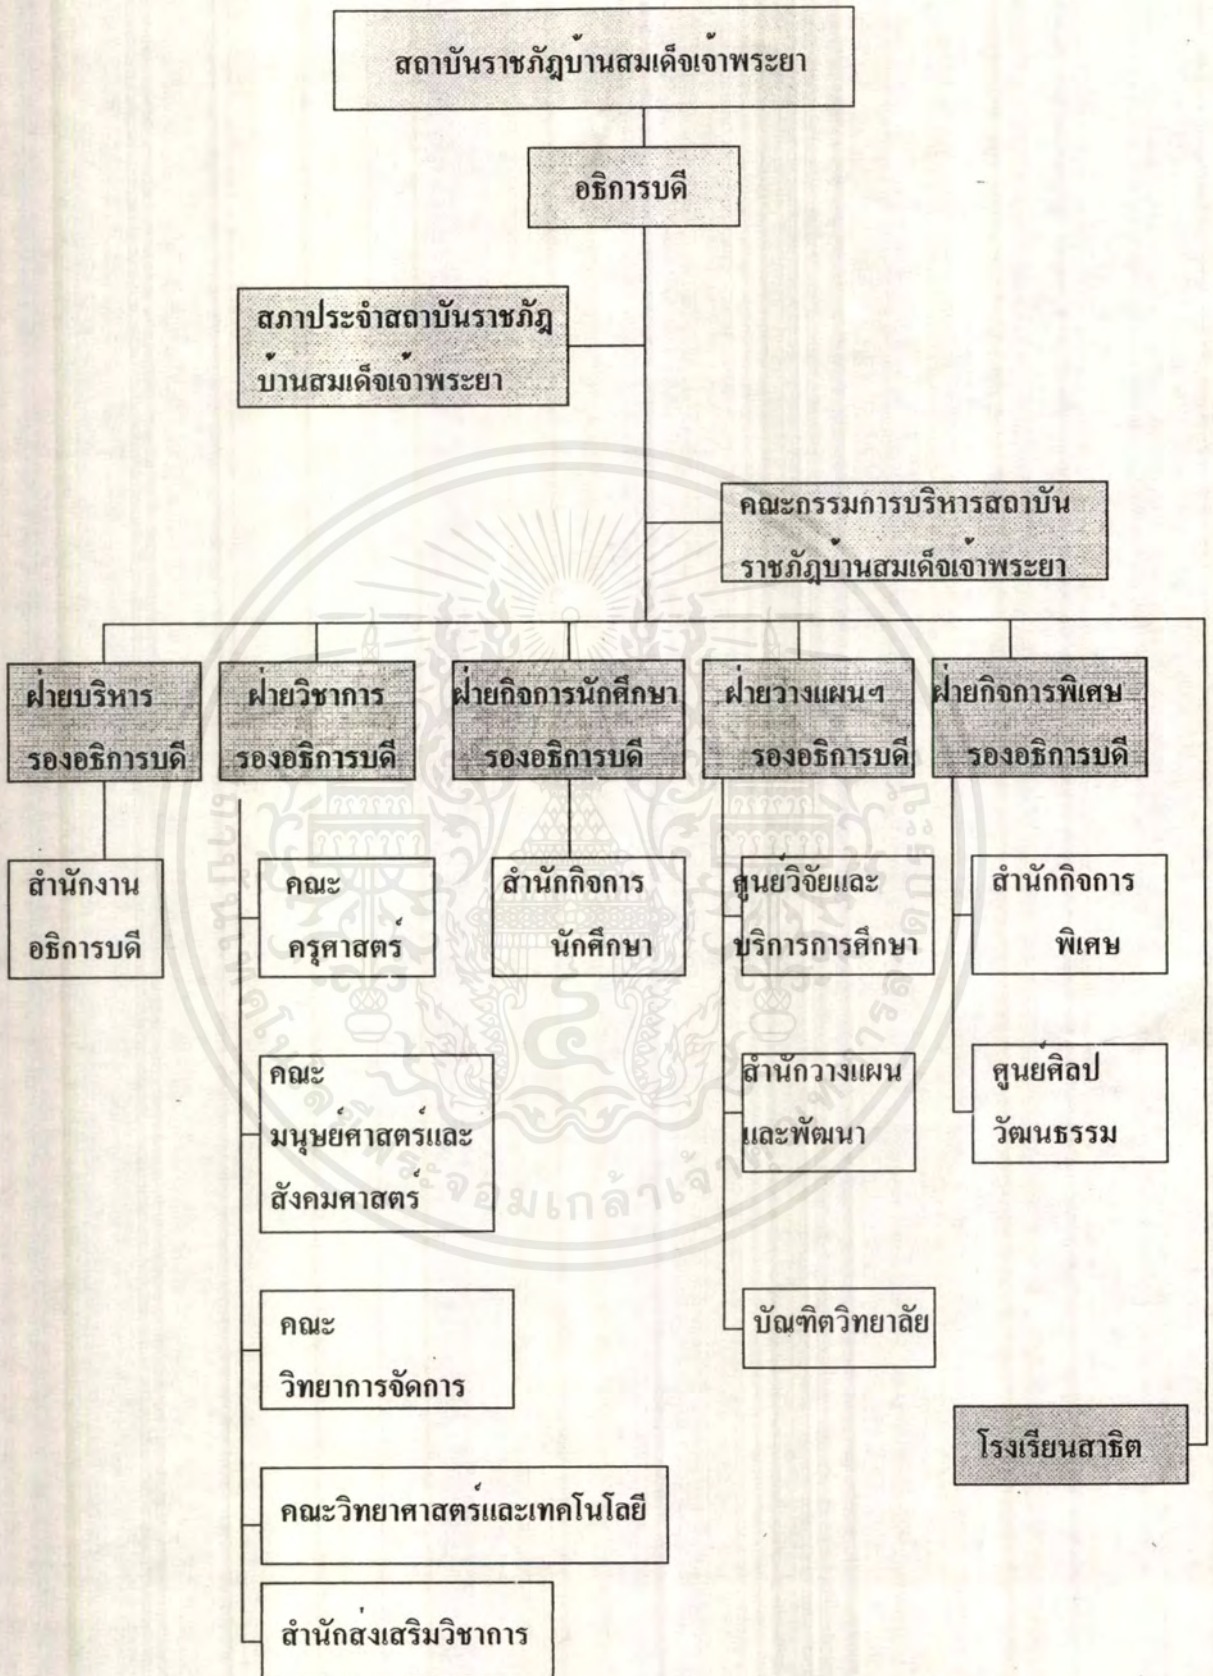 สถาบันราชภัฏบ้านสมเด็จเจ้าพระยา
อธิการบดี
สภาประจำสถาบันราชภัฏ
บ้านสมเด็จเจ้าพระยา
คณะกรรมการบริหารสถาบัน
ราชภัฏบ้านสมเด็จเจ้าพระยา
ฝ่ายบริหาร
รองอธิการบดี
ฝ่ายวิชาการ
รองอธิการบดี
ฝ่ายกิจการนักศึกษา
รองอธิการบดี
ฝ่ายวางแผนฯ
รองอธิการบดี
ฝ่ายกิจการพิเศษ
รองอธิการบดี
สำนักงาน
อธิการบดี
คณะ
ครุศาสตร์
สำนักกิจการ
นักศึกษา
ศูนย์วิจัยและ
บริการการศึกษา
สำนักกิจการ
พิเศษ
คณะ
มนุษย์ศาสตร์และ
สังคมศาสตร์
สำนักวางแผน
และพัฒนา
ศูนย์ศิลป
วัฒนธรรม
คณะ
วิทยาการจัดการ
บัณฑิตวิทยาลัย
โรงเรียนสาธิต
คณะวิทยาศาสตร์และเทคโนโลยี
สำนักส่งเสริมวิชาการ